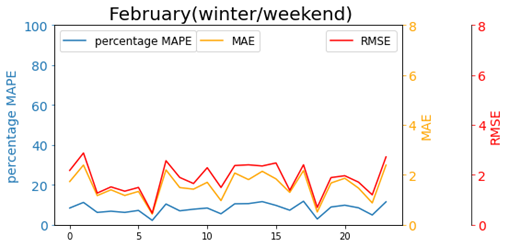 February(winter/weekend)
percentage MAPE
MAE
RMSE
100
80
60
40
20
0
percentage MAPE
8
6
4
2
0
MAE
8
6
4
2
0
RMSE
0 5 10 15 20